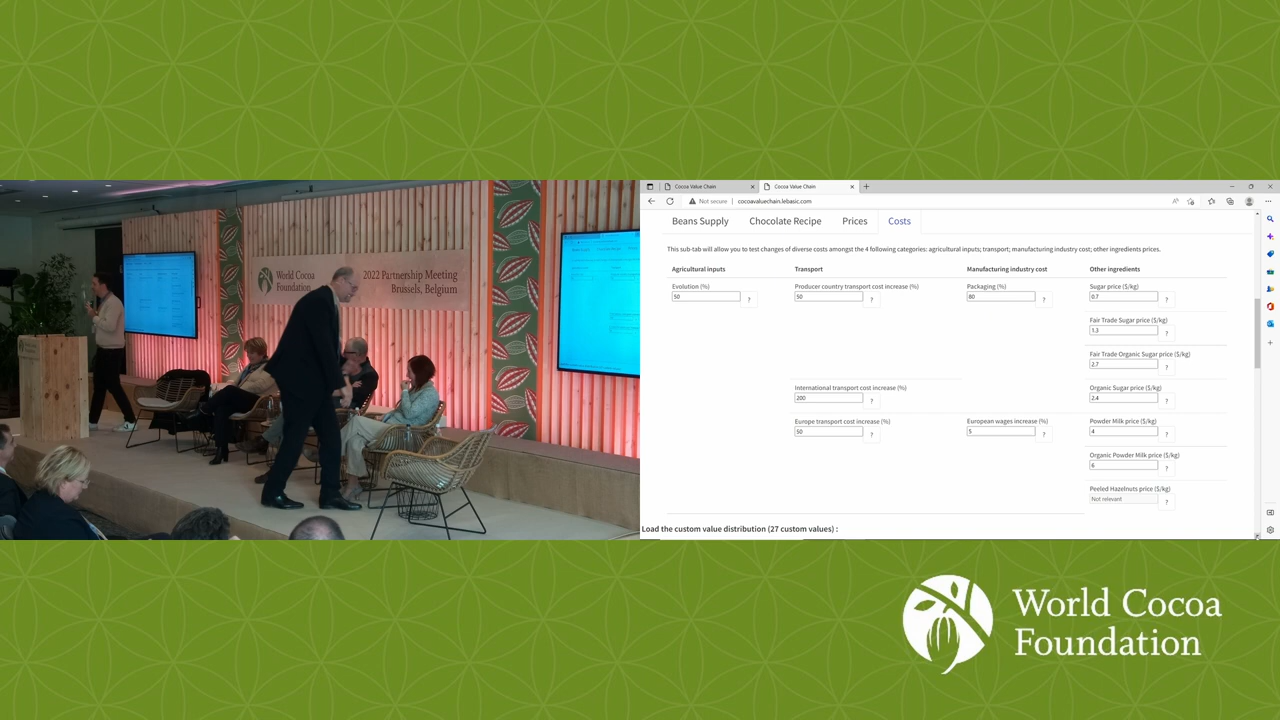 World Cocoa
Foundation
2022 Partnership Meeting
Brussels, Belgium
Cocoa Value Chain
Cocoa Value Chain
Not secure
cocoavaluechain.lebasic.com
Beans Supply
Chocolate Recipe
Prices
Costs
This sub-tab will allow you to test changes of diverse costs amongst the 4 following categories: agricultural inputs; transport; manufacturing industry cost; other ingredients prices.
Agricultural inputs
Transport
Manufacturing industry cost
Other ingredients
Evolution (%)
50
?
Producer country transport cost increase (%)
50
?
Packaging (%)
80
?
Sugar price ($/kg)
0.7
?
Fair Trade Sugar price ($/kg)
1.3
?
Fair Trade Organic Sugar price ($/kg)
2.7
?
International transport cost increase (%)
200
?
Organic Sugar price ($/kg)
2.4
?
Europe transport cost increase (%)
50
?
European wages increase (%)
5
?
Powder Milk price ($/kg)
4
?
Organic Powder Milk price ($/kg)
6
?
Peeled Hazelnuts price ($/kg)
Not relevant
?
Load the custom value distribution (27 custom values) :
World Cocoa
Foundation